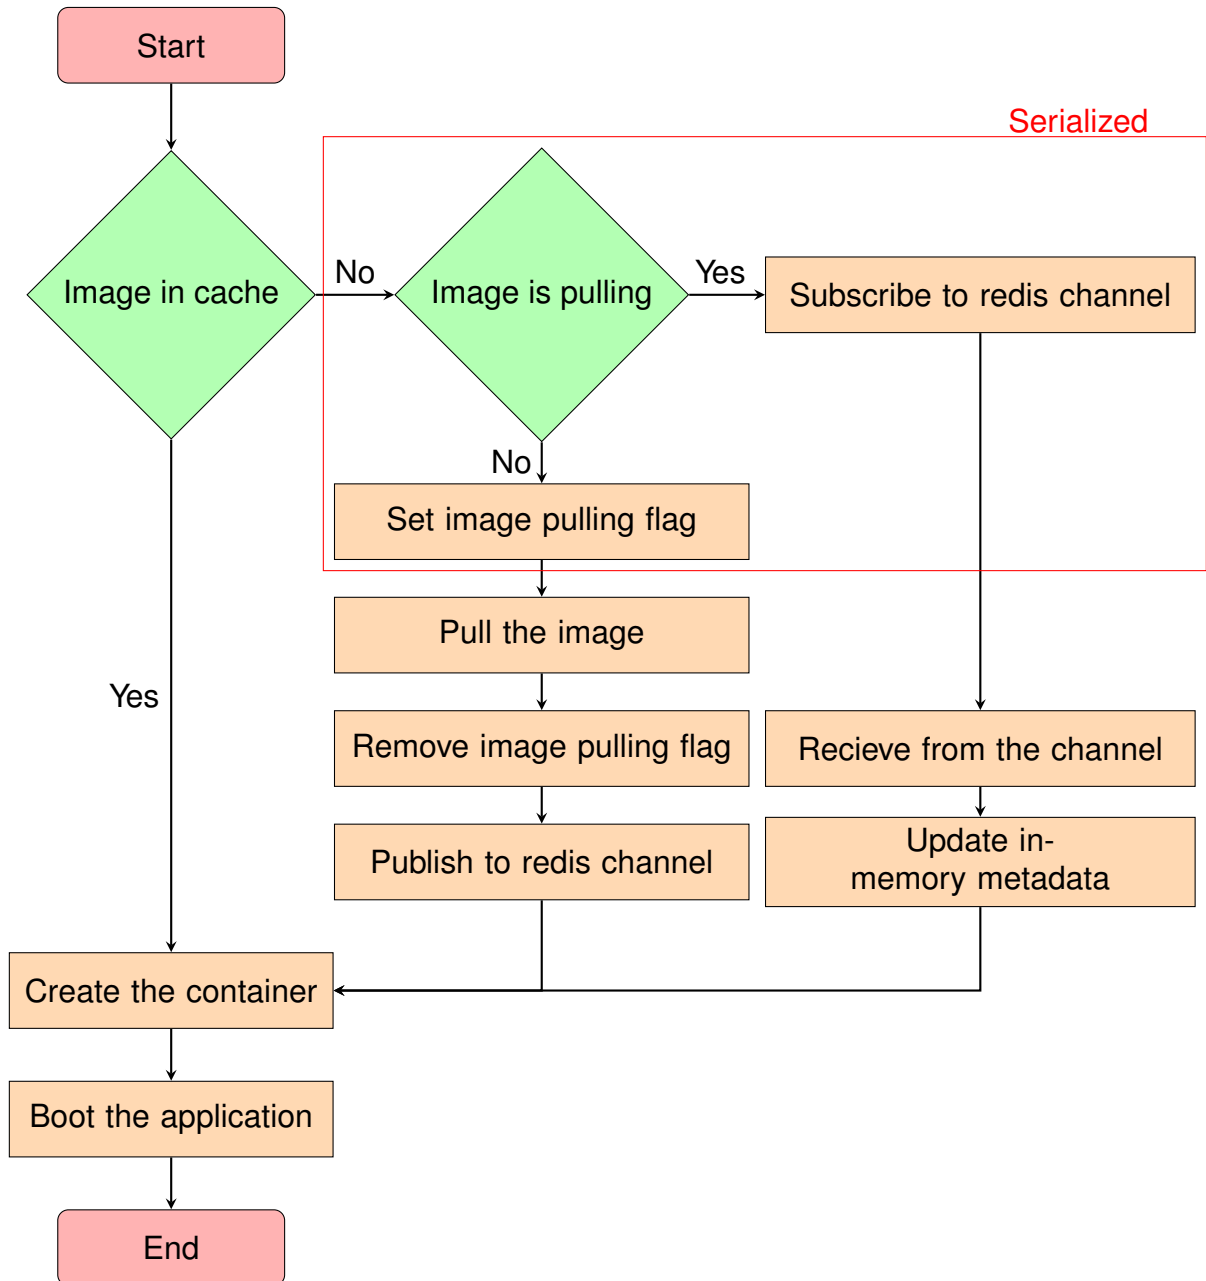 Start
Serialized
Image in cache
No
Image is pulling
Yes
Subscribe to redis channel
No
Set image pulling flag
Pull the image
Yes
Remove image pulling flag
Recieve from the channel
Publish to redis channel
Update in-
memory metadata
Create the container
Boot the application
End